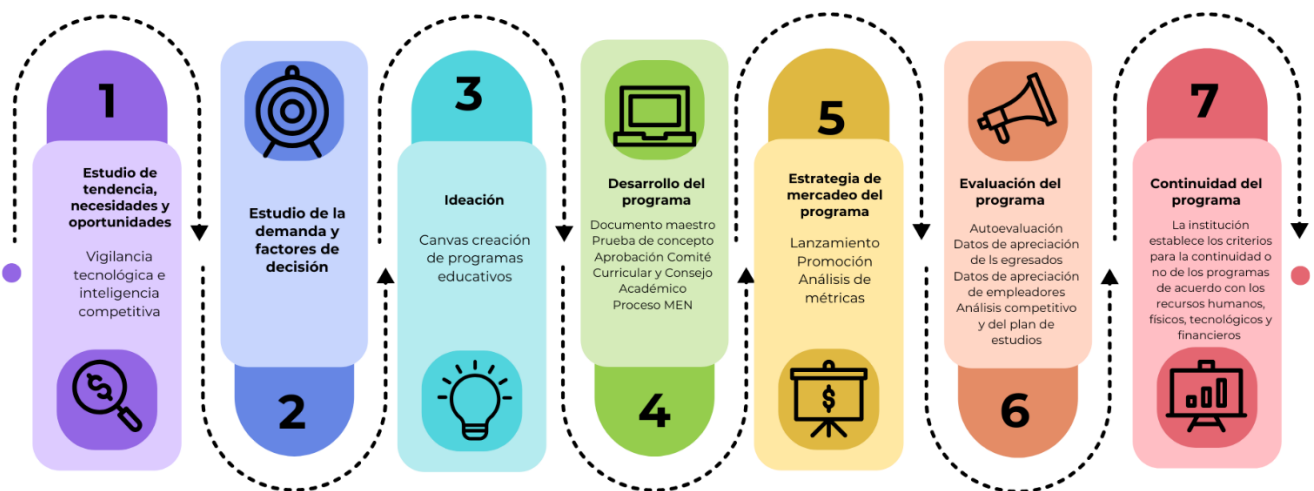 1
Estudio de
tendencia,
necesidades y
oportunidades
Vigilancia
tecnológica e
inteligencia
competitiva
Estudio de la
demanda y
factores de
decisión
2
3
Ideación
Canvas creación
de programas
educativos
Desarrollo del
programa
Documento maestro
Prueba de concepto
Aprobación Comité
Curricular y Consejo
Académico
Proceso MEN
4
5
Estrategia de
mercadeo del
programa
Lanzamiento
Promoción
Análisis de
métricas
$
Evaluación del
programa
Autoevaluación
Datos de apreciación
de ls egresados
Datos de apreciación
de empleadores
Análisis competitivo
y del plan de
estudios
6
7
Continuidad del
programa
La institución
establece los criterios
para la continuidad o
no de los programas
de acuerdo con los
recursos humanos,
físicos, tecnológicos y
financieros